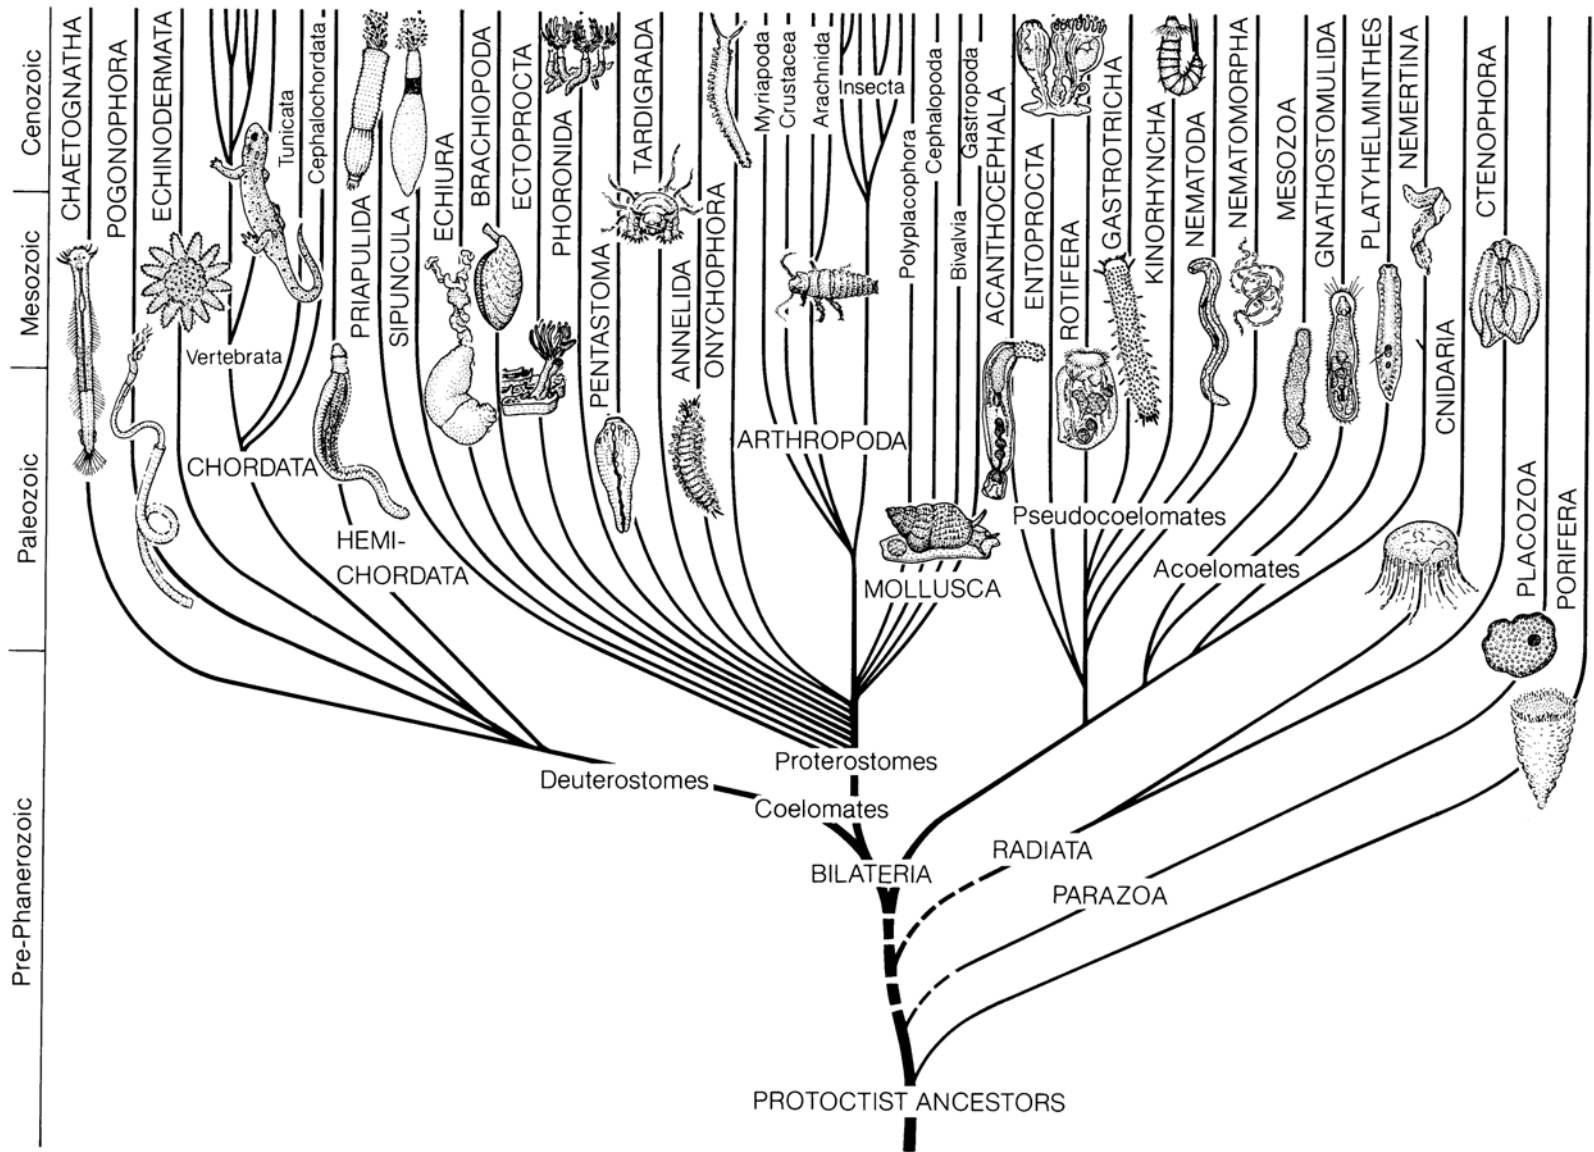 Cenozoic
Mesozoic
Paleozoic
Pre-Phanerozoic
CHAETOGNATHA
POGONOPHORA
ECHINODERMATA
Vertebrata
Tunicata
Cephalochordata
CHORDATA
HEMI-
CHORDATA
PRIAPULIDA
SIPUNCULA
ECHIURA
BRACHIOPODA
ECTOPROCTA
PHORONIDA
PENTASTOMA
TARDIGRADA
ANNELIDA
ONYCHOPHORA
Myriapoda
Crustacea
Arachnida
Insecta
ARTHROPODA
Polyplacophora
Cephalopoda
Bivalvia
Gastropoda
MOLLUSCA
ACANTHOCEPHALA
ENTOPROCTA
ROTIFERA
GASTROTRICHA
KINORHYNCHA
NEMATODA
NEMATOMORPHA
Pseudocoelomates
MESOZOA
GNATHOSTOMULIDA
PLATYHELMINTHES
NEMERTINA
Acoelomates
CNIDARIA
CTENOPHORA
PLACOZOA
PORIFERA
Deuterostomes
Proterostomes
Coelomates
BILATERIA
RADIATA
PARAZOA
PROTOCTIST ANCESTORS